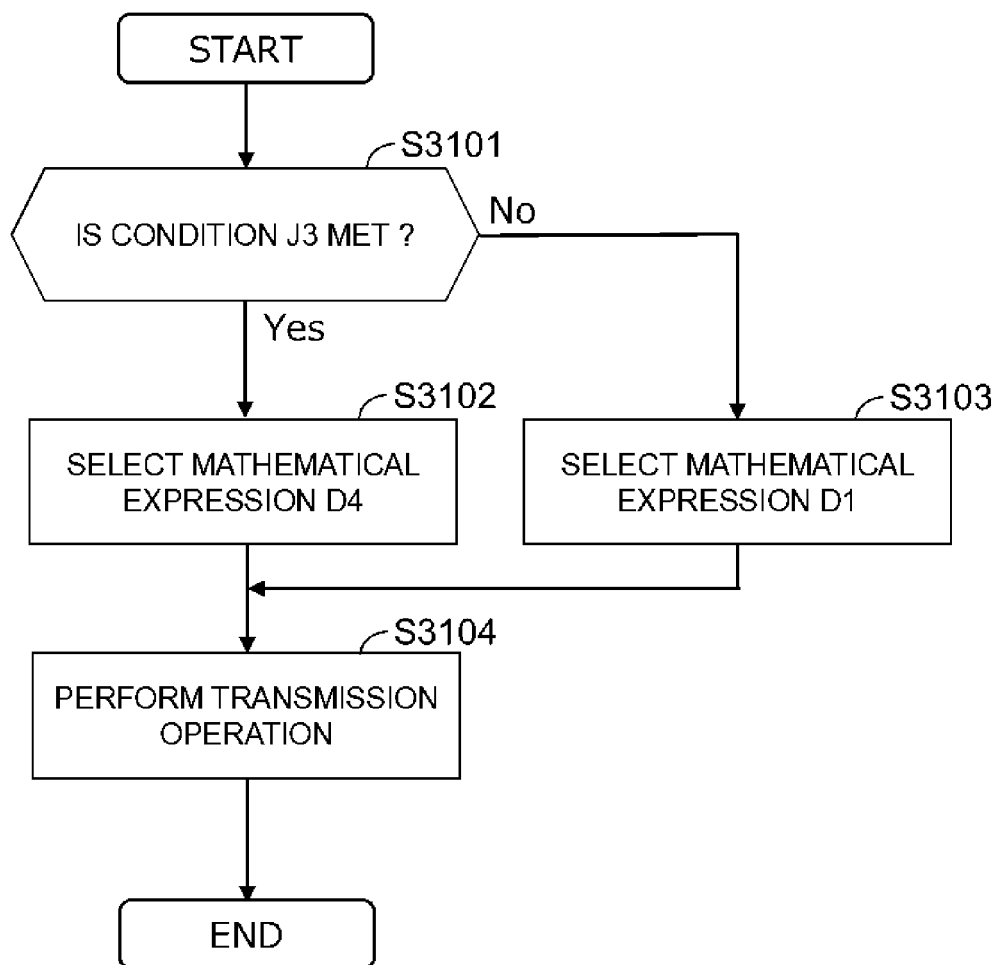 START
S3101
IS CONDITION J3 MET ?
No
Yes
S3102
SELECT MATHEMATICAL
EXPRESSION D4
S3103
SELECT MATHEMATICAL
EXPRESSION D1
S3104
PERFORM TRANSMISSION
OPERATION
END